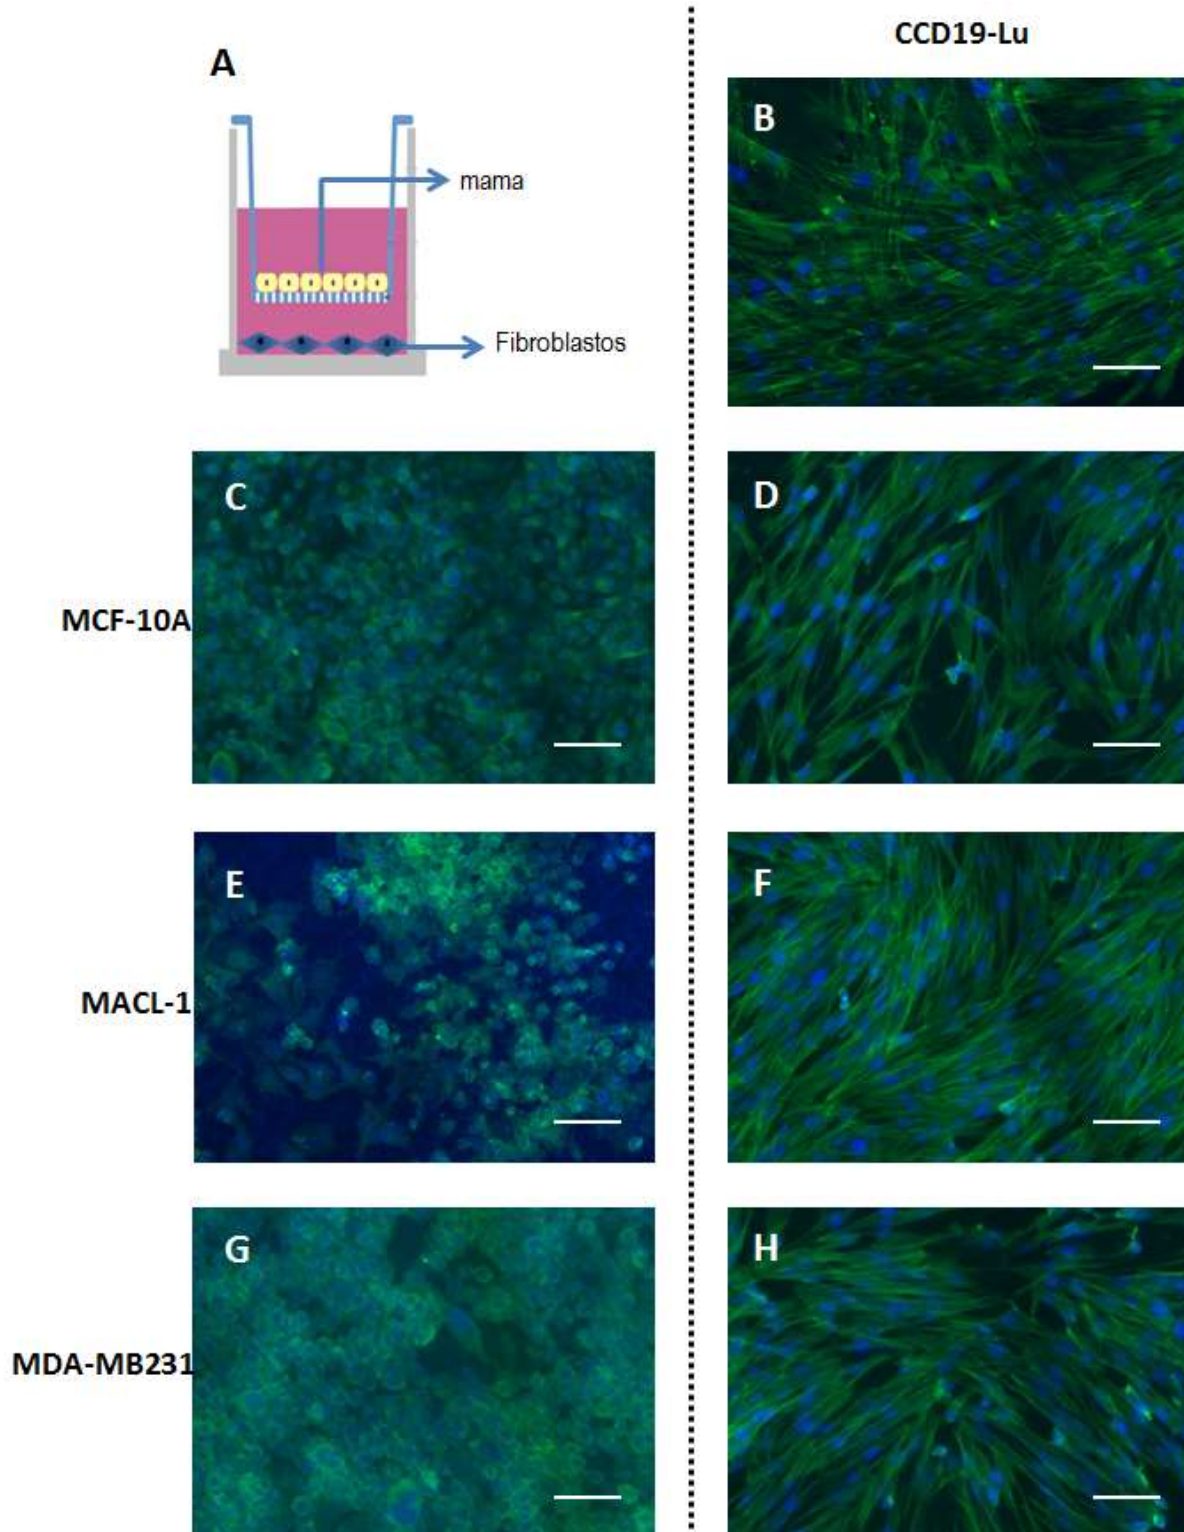 CCD19-Lu
A
B
mama
Fibroblastos
C
D
MCF-10A
E
F
MACL-1
G
H
MDA-MB231